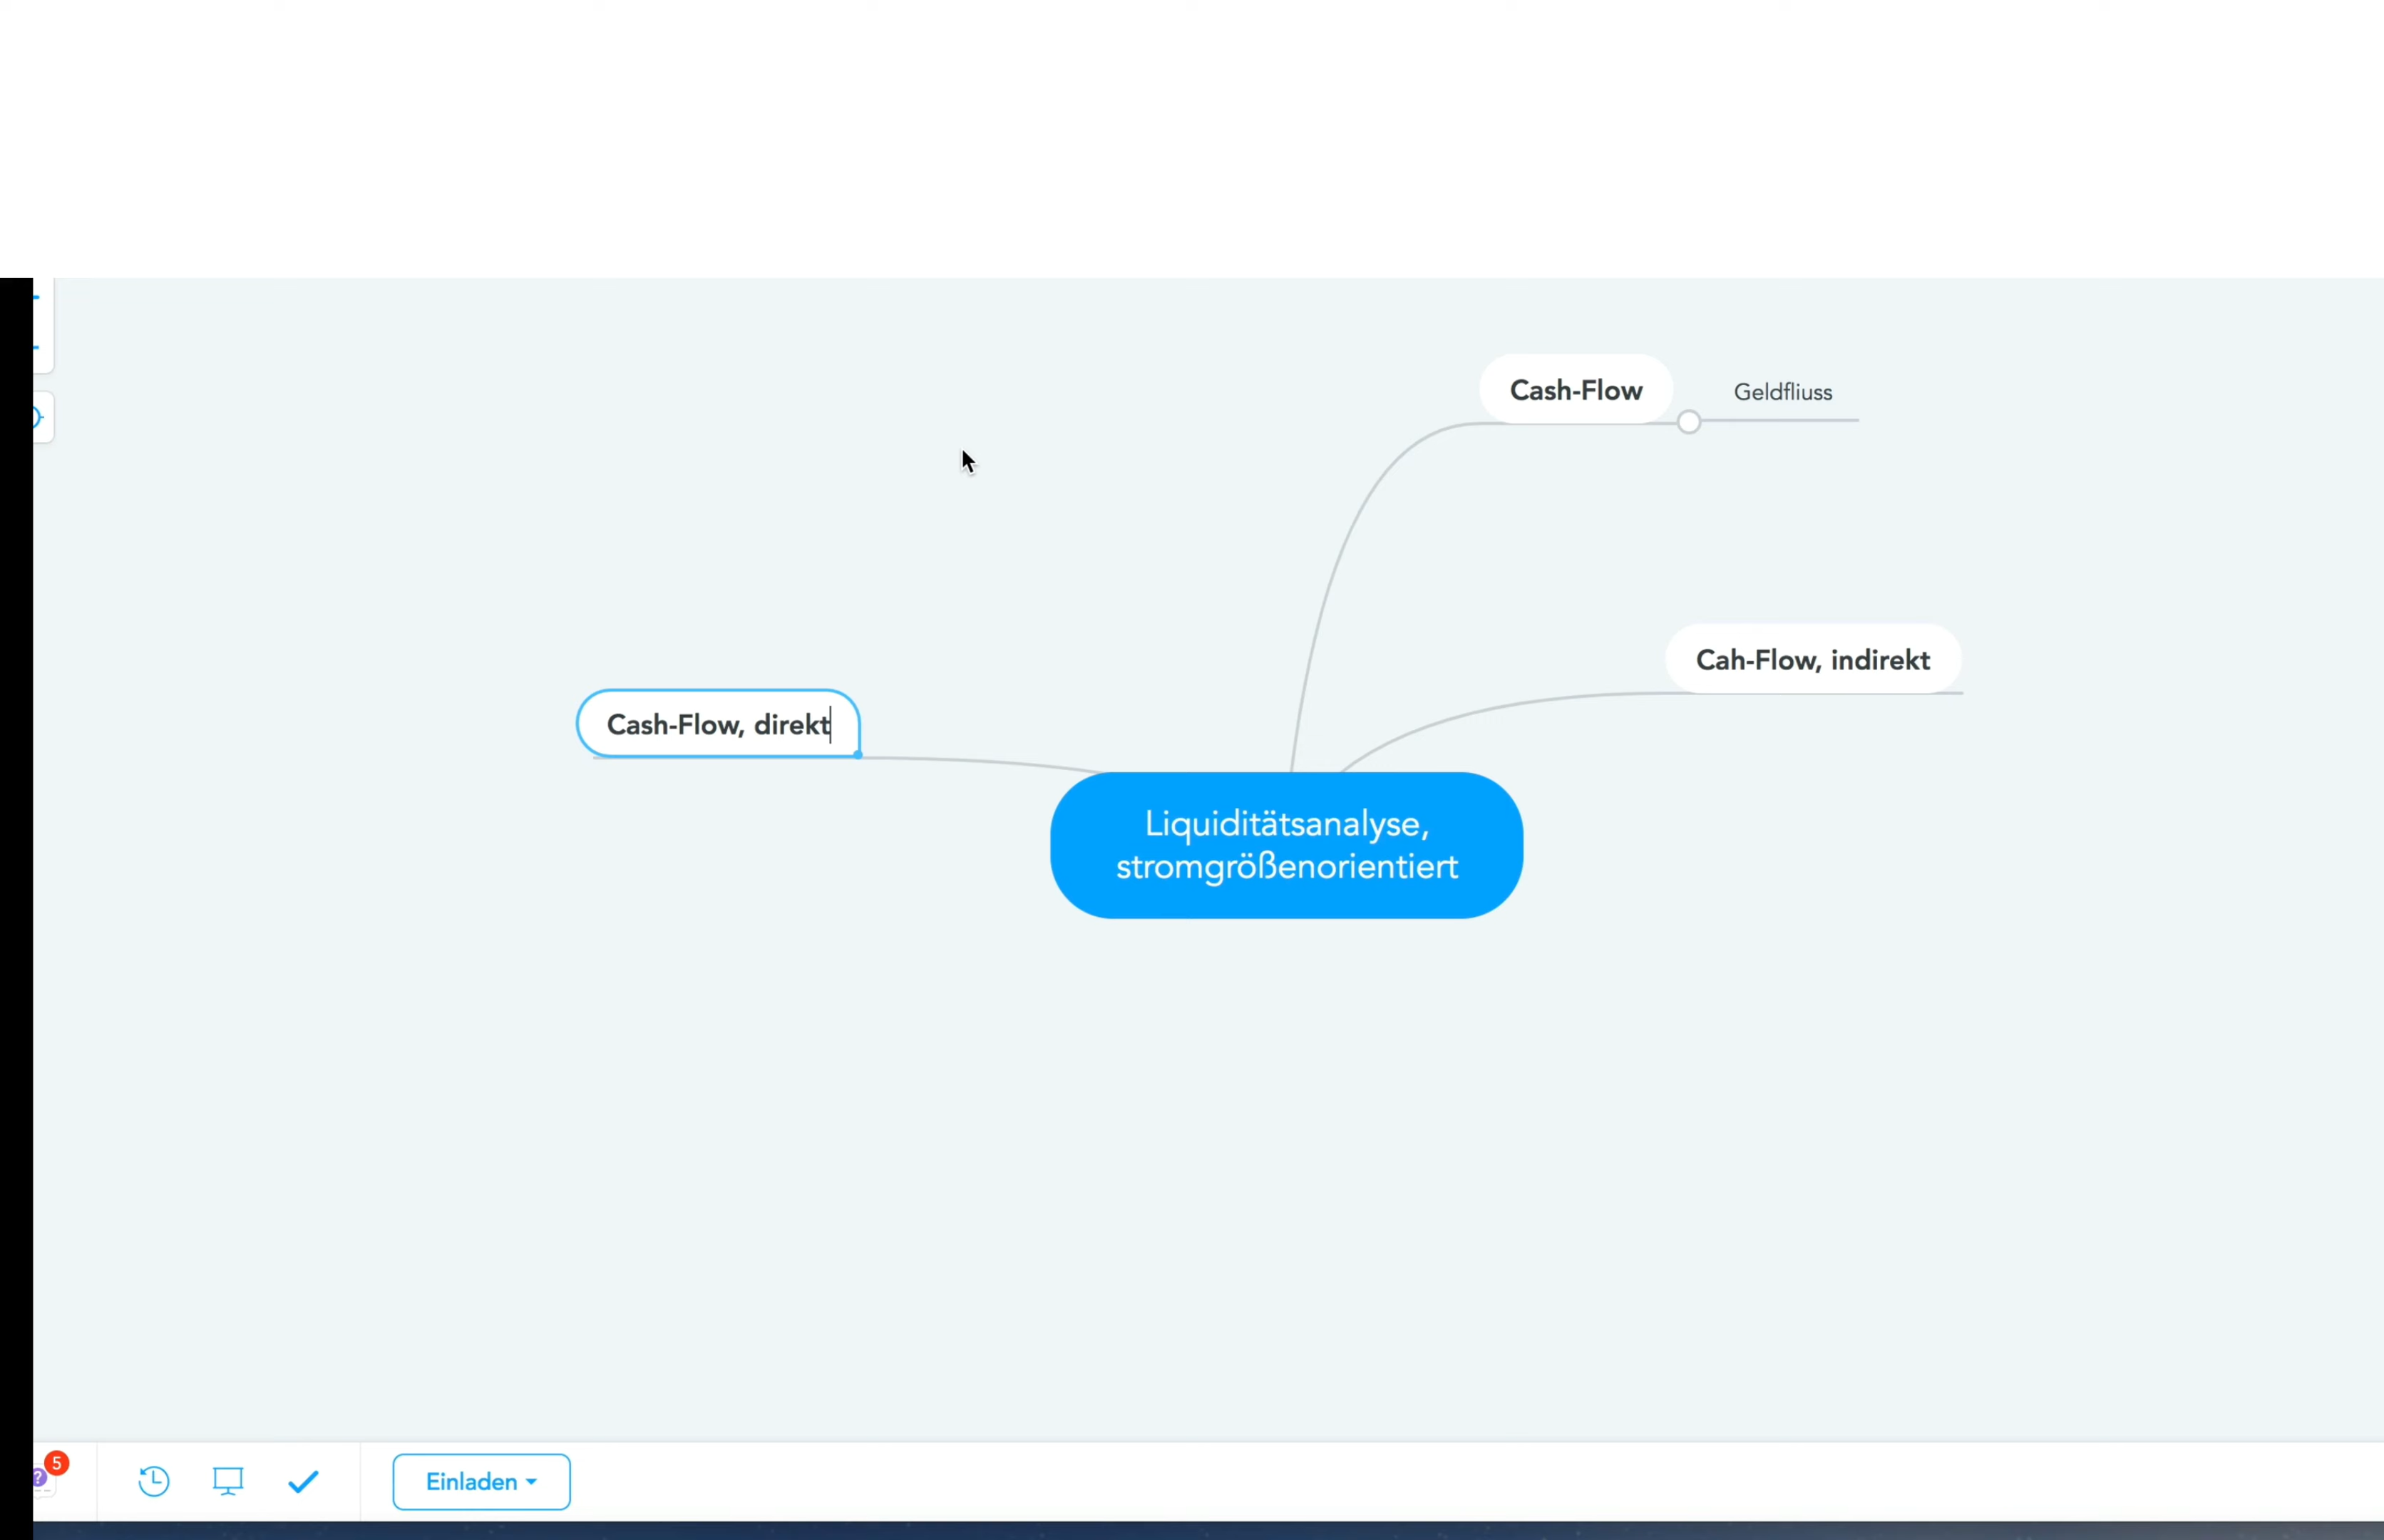 Cash-Flow
Geldfliuss
Cah-Flow, indirekt
Cash-Flow, direkt
Liquiditätsanalyse,
stromgrößenorientiert
5
?
Einladen